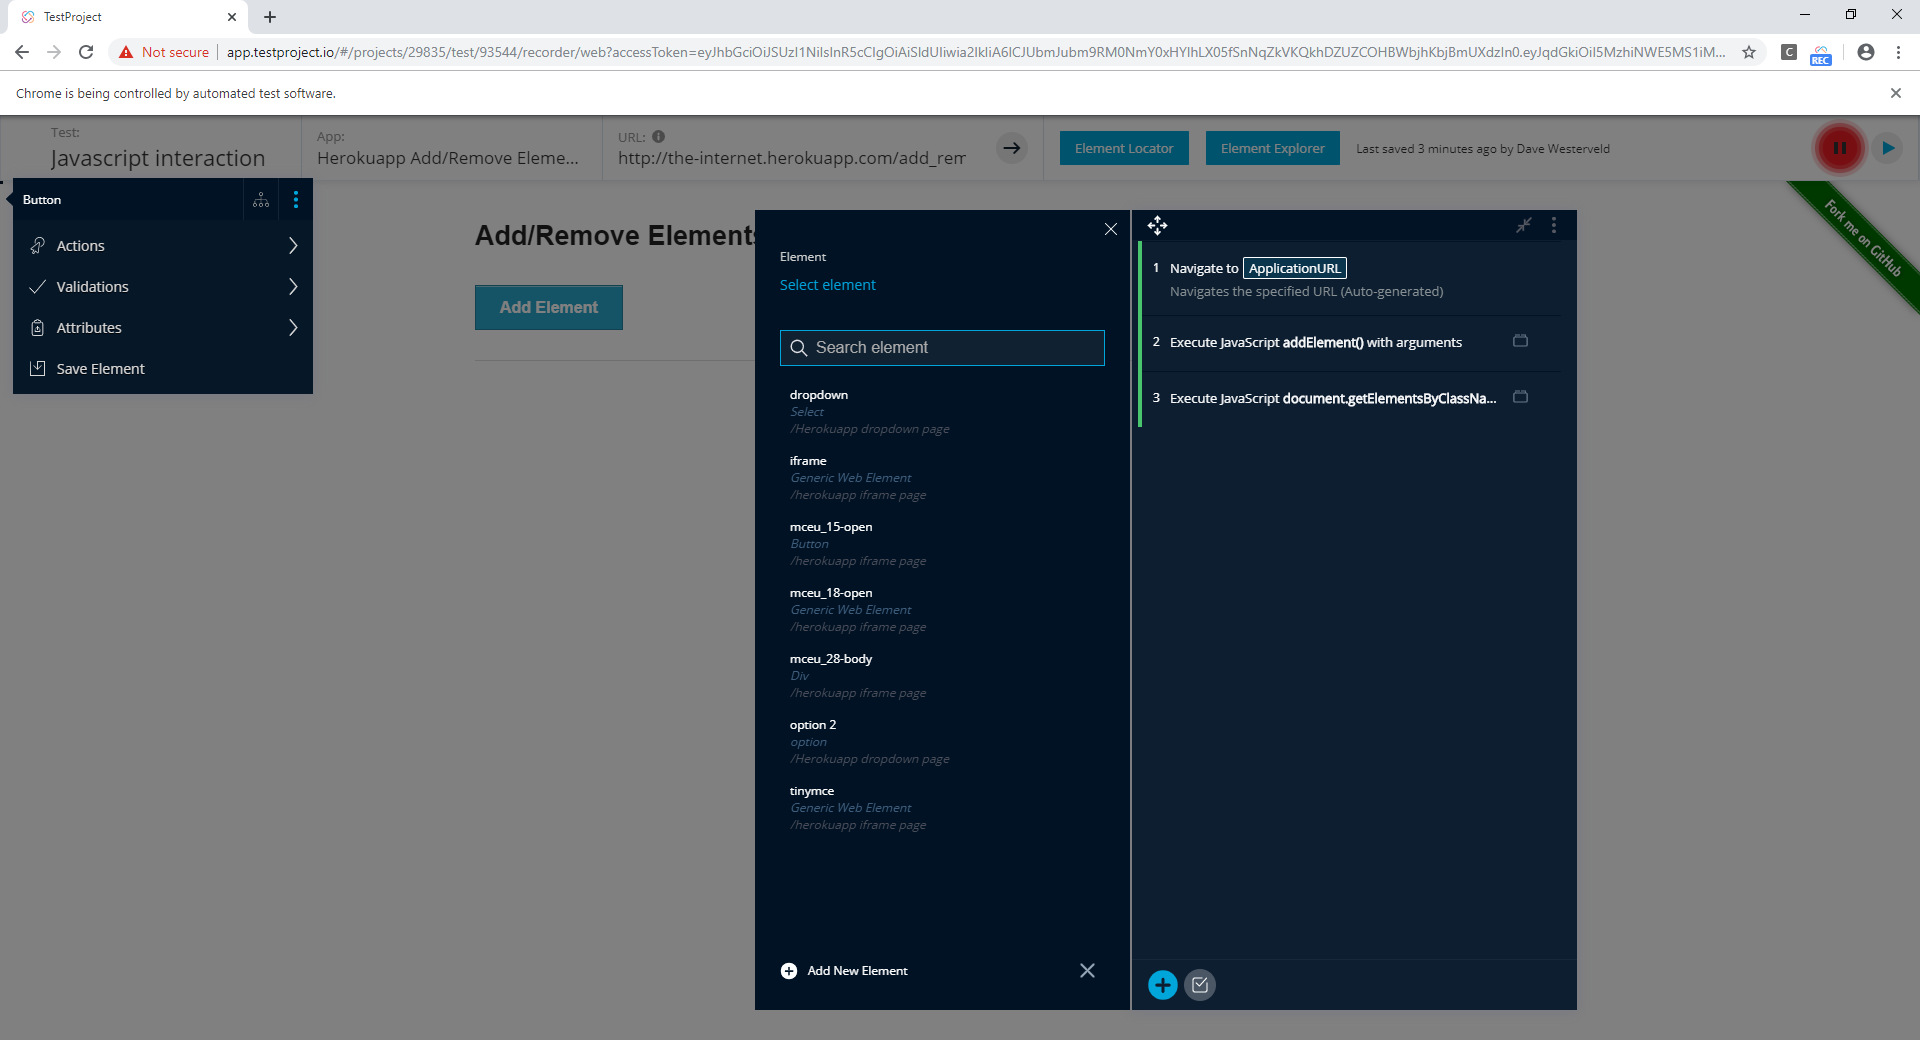 TestProject
Not secure
app.testproject.io/#/projects/29835/test/93544/recorder/web?accessToken=
REC
Chrome is being controlled by automated test software.
Test:
Javascript interaction
App:
Herokuapp Add/Remove Eleme...
URL:
http://the-internet.herokuapp.com/add_rem
Element Locator
Element Explorer
Last saved 3 minutes ago by Dave Westerveld
Fork me on GitHub
Button
Actions
Validations
Attributes
Save Element
Add/Remove Elements
Add Element
Element
Select element
Search element
dropdown
Select
/Herokuapp dropdown page
iframe
Generic Web Element
/herokuapp iframe page
mceu_15-open
Button
/herokuapp iframe page
mceu_18-open
Generic Web Element
/herokuapp iframe page
mceu_28-body
Div
/herokuapp iframe page
option 2
option
/Herokuapp dropdown page
tinymce
Generic Web Element
/herokuapp iframe page
Add New Element
1 Navigate to ApplicationURL
Navigates the specified URL (Auto-generated)
2 Execute JavaScript addElement() with arguments
3 Execute JavaScript document.getElementsByClassNa...